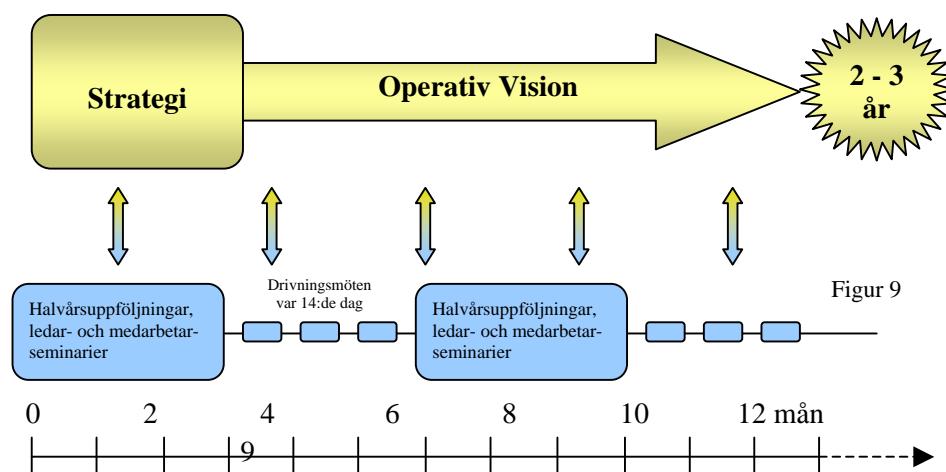 Strategi
Operativ Vision
2 - 3
år
Drivningsmöten
var 14:de dag
Figur 9
Halvårsuppföljningar,
ledar- och medarbetar-
seminarier
Halvårsuppföljningar,
ledar- och medarbetar-
seminarier
0 2 4 6 8 10 12 mån
9